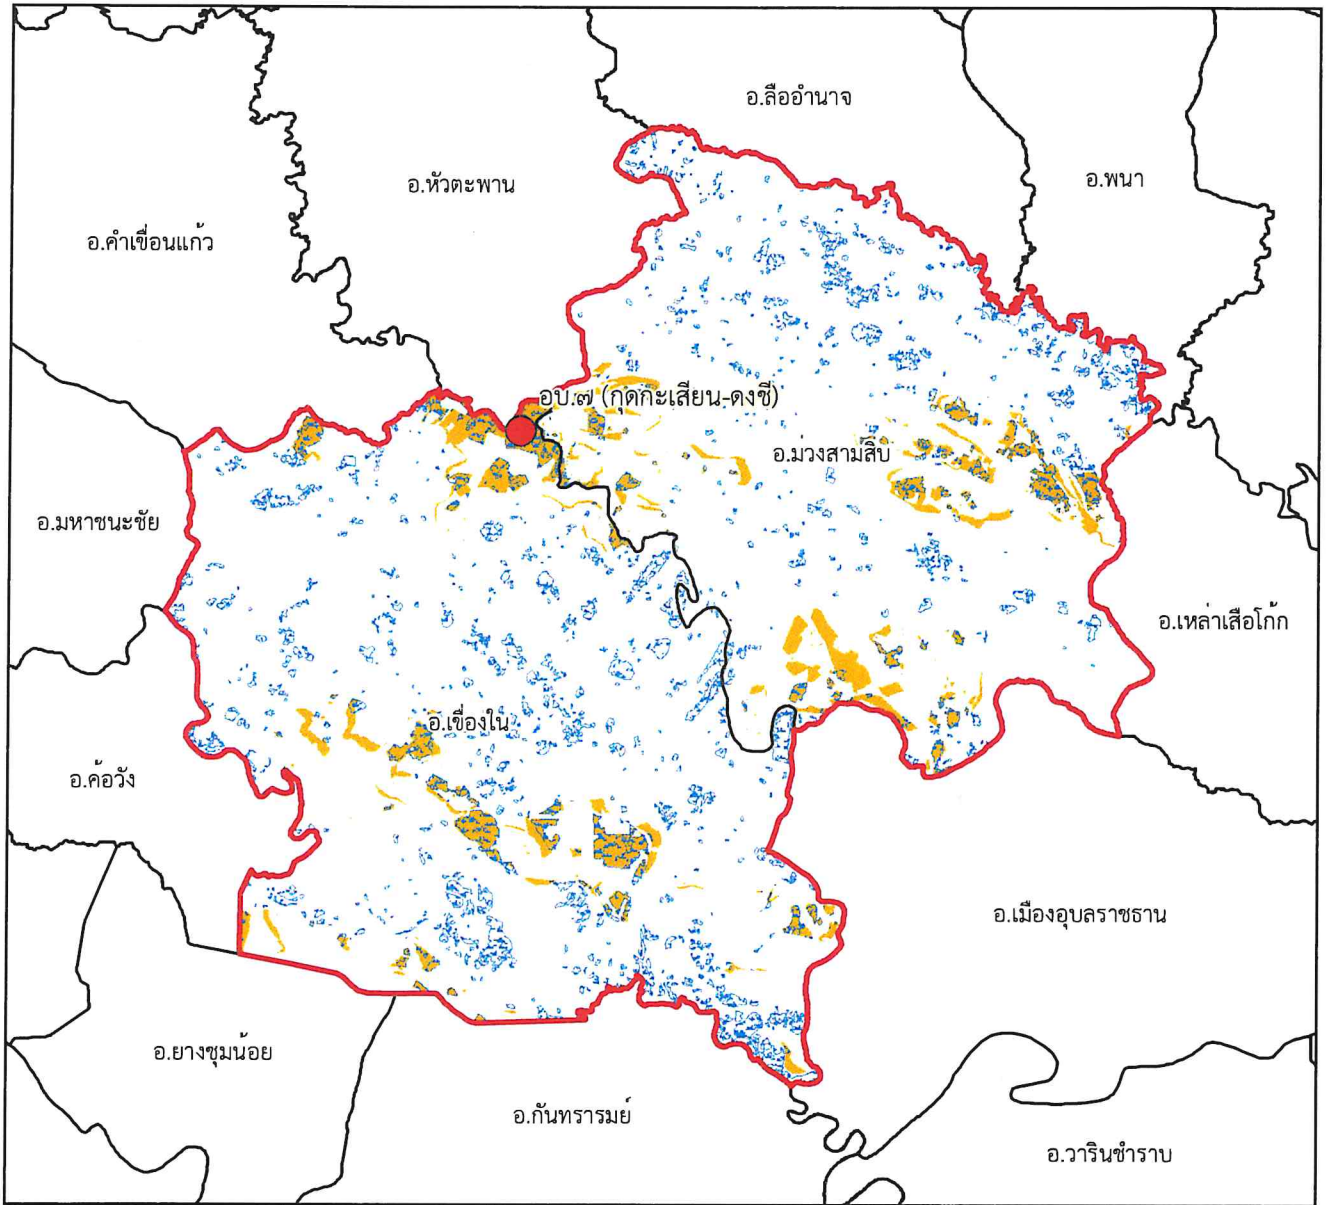 อ.ลืออำนาจ
อ.พนา
อ.หัวตะพาน
อ.คำเขื่อนแก้ว
อบ.๗ (กุดกะเสียน-ดงชี)
อ.ม่วงสามสิบ
อ.มหาชนะชัย
อ.เหล่าเสือโก้ก
อ.เขื่องใน
อ.ค้อวัง
อ.เมืองอุบลราชธาน
อ.ยางชุมน้อย
อ.กันทรารมย์
อ.วารินชำราบ